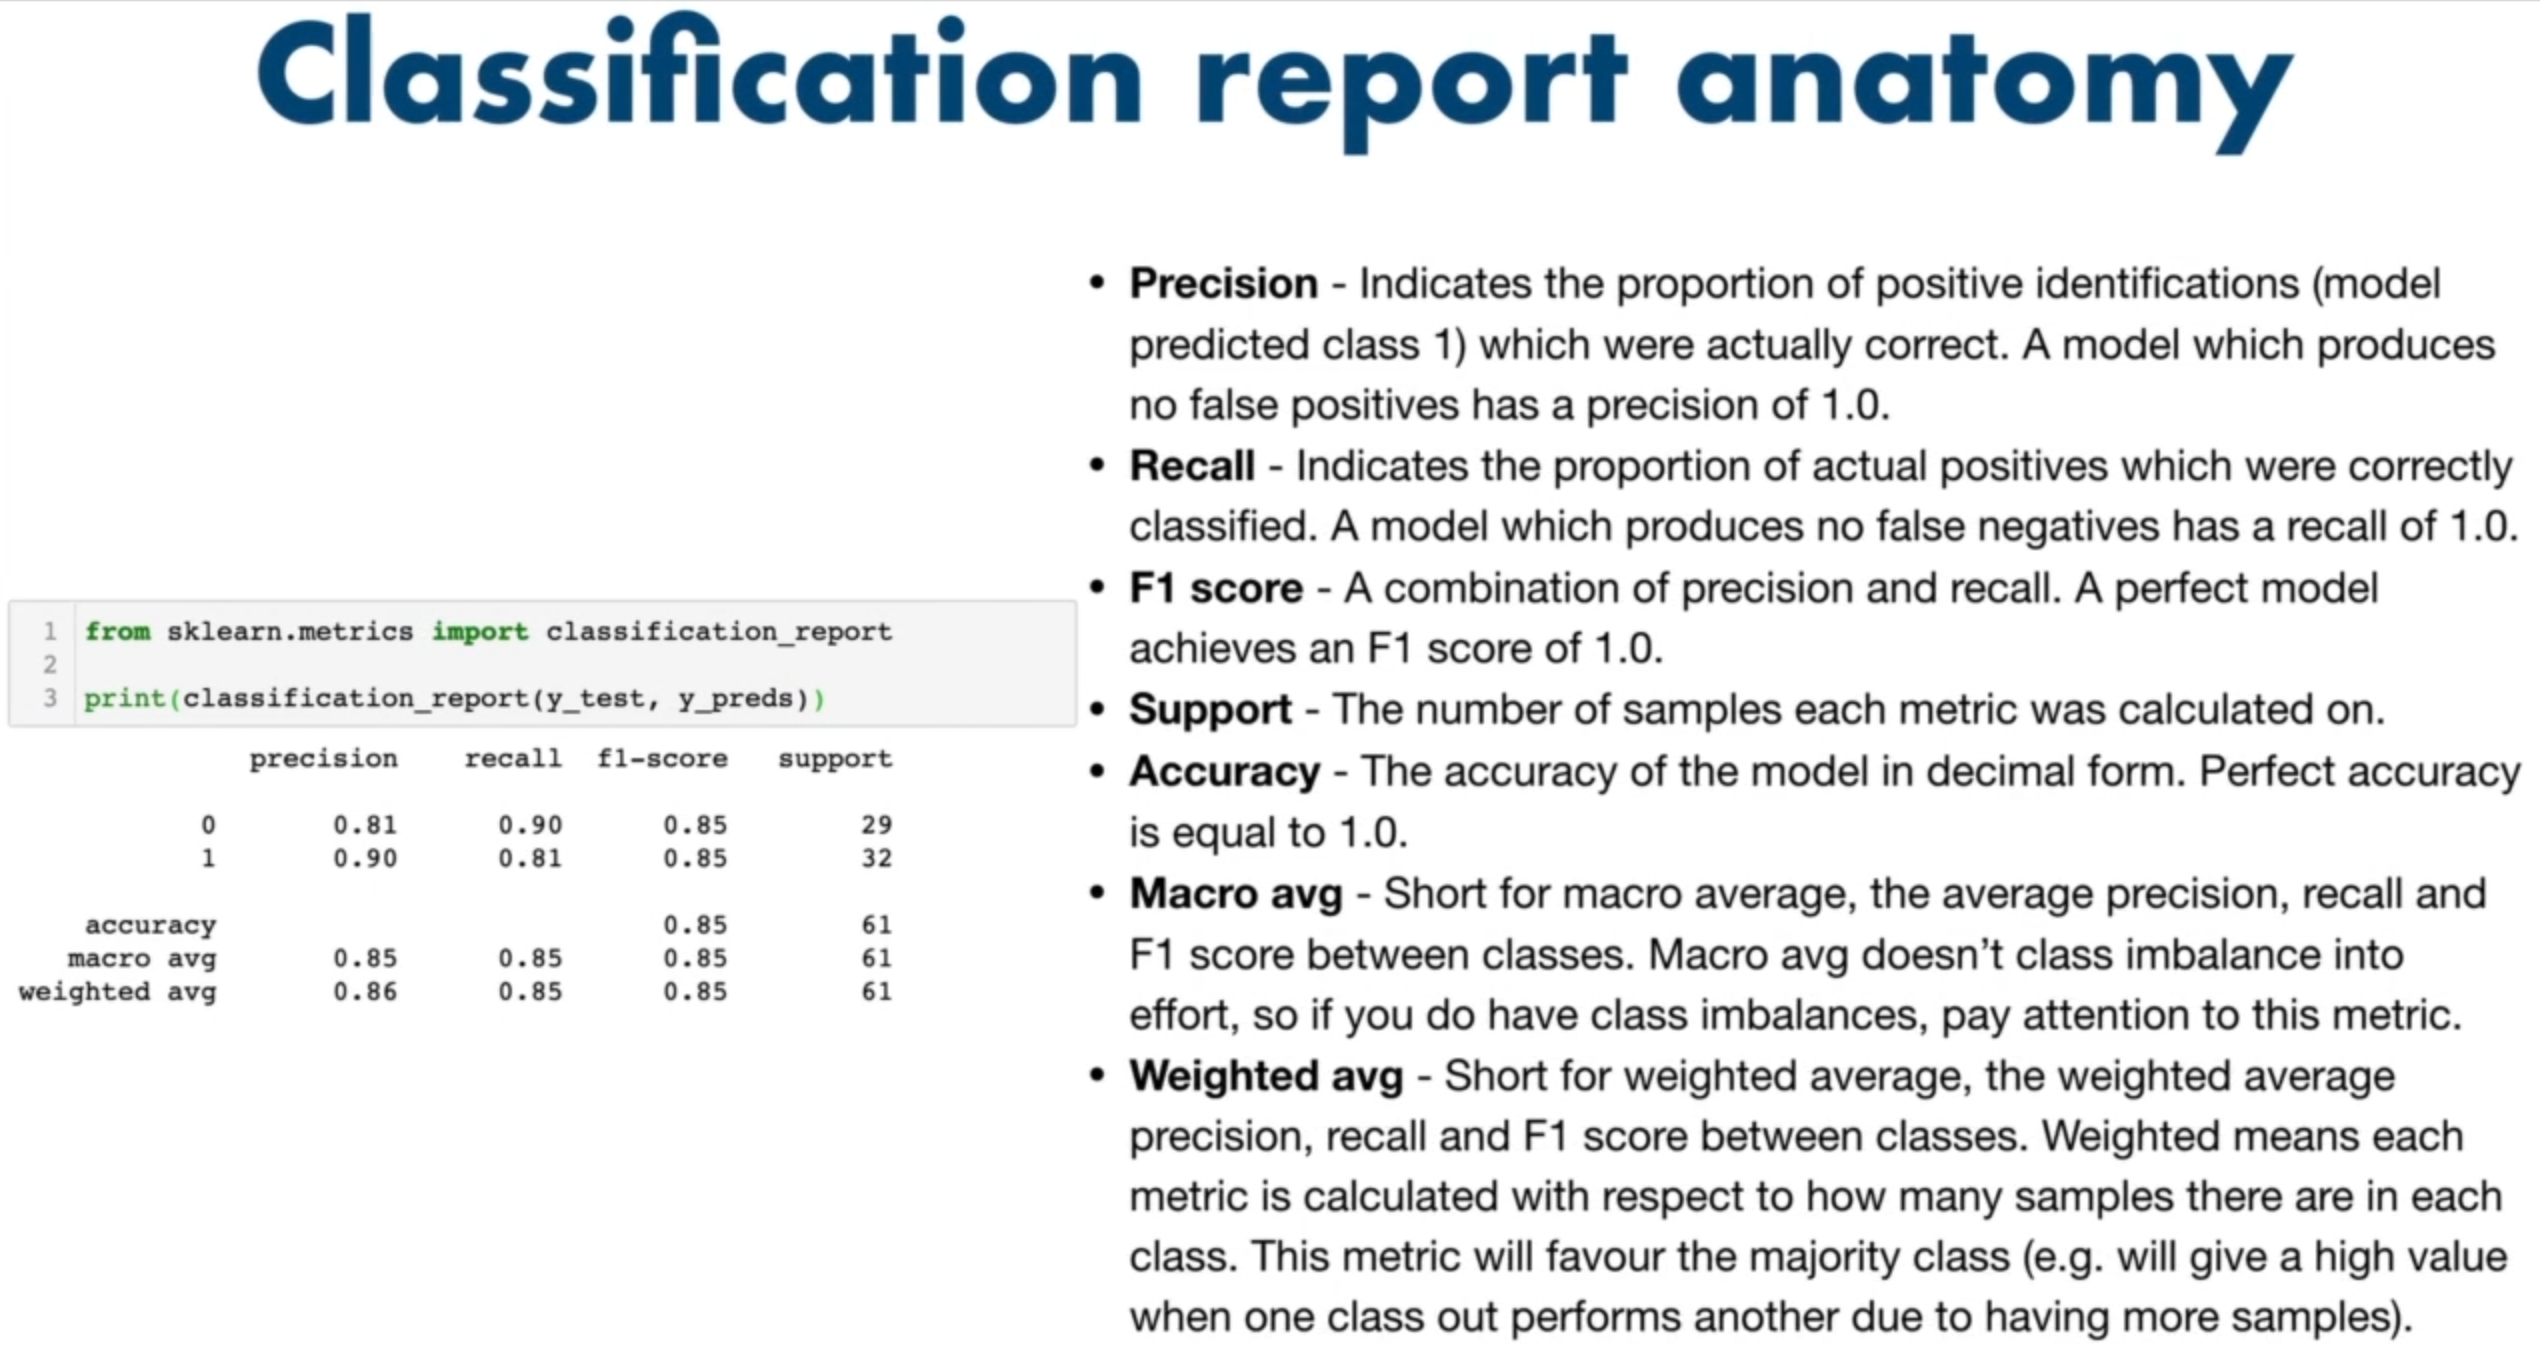 Classification report anatomy
1 from sklearn.metrics import classification_report
2
3 print(classification_report(y_test, y_preds))
precision recall f1-score support
0 0.81 0.90 0.85 29
1 0.90 0.81 0.85 32
accuracy 0.85 61
macro avg 0.85 0.85 0.85 61
weighted avg 0.86 0.85 0.85 61
• Precision - Indicates the proportion of positive identifications (model
predicted class 1) which were actually correct. A model which produces
no false positives has a precision of 1.0.
• Recall - Indicates the proportion of actual positives which were correctly
classified. A model which produces no false negatives has a recall of 1.0.
• F1 score - A combination of precision and recall. A perfect model
achieves an F1 score of 1.0.
• Support - The number of samples each metric was calculated on.
• Accuracy - The accuracy of the model in decimal form. Perfect accuracy
is equal to 1.0.
• Macro avg - Short for macro average, the average precision, recall and
F1 score between classes. Macro avg doesn’t class imbalance into
effort, so if you do have class imbalances, pay attention to this metric.
• Weighted avg - Short for weighted average, the weighted average
precision, recall and F1 score between classes. Weighted means each
metric is calculated with respect to how many samples there are in each
class. This metric will favour the majority class (e.g. will give a high value
when one class out performs another due to having more samples).